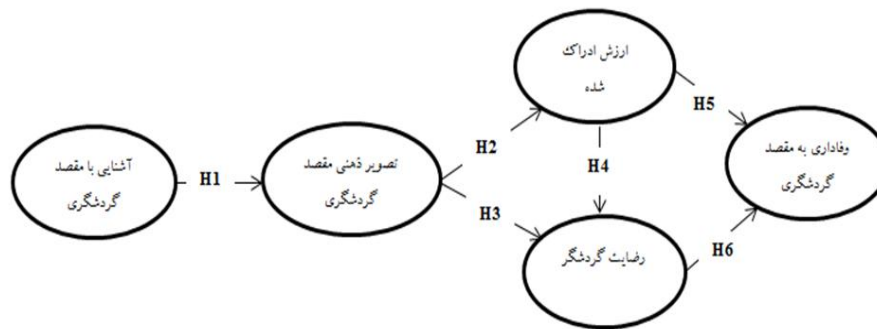 آشنایی با مقصد
گردشگری
H1
تصویر ذهنی مقصد
گردشگری
H2
H3
ارزش ادراک
شده
H4
رضایت گردشگر
H5
H6
وفاداری به مقصد
گردشگری